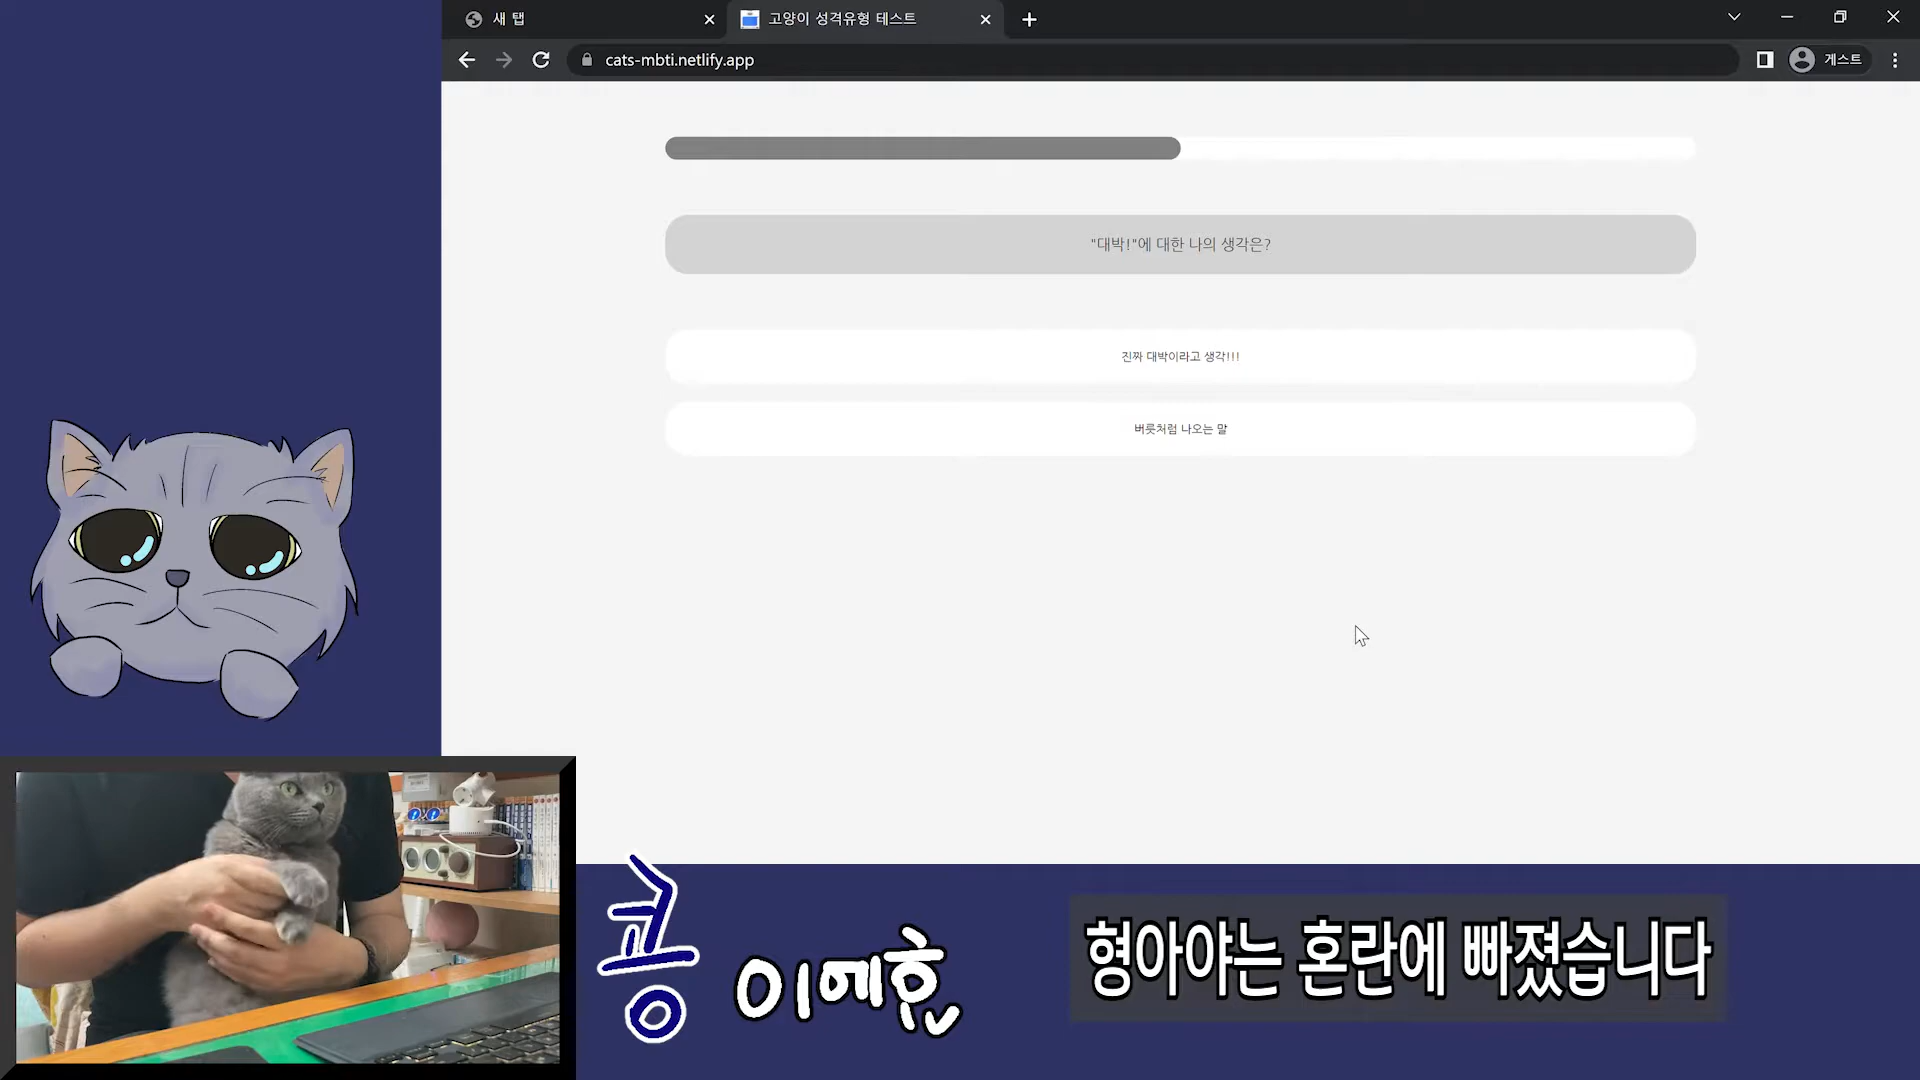 새 탭
고양이 성격유형 테스트
cats-mbti.netlify.app
게스트
"대박!"에 대한 나의 생각은?
진짜 대박이라고 생각!!!
버릇처럼 나오는 말
콩
이에혼
형아야는 혼란에 빠졌습니다